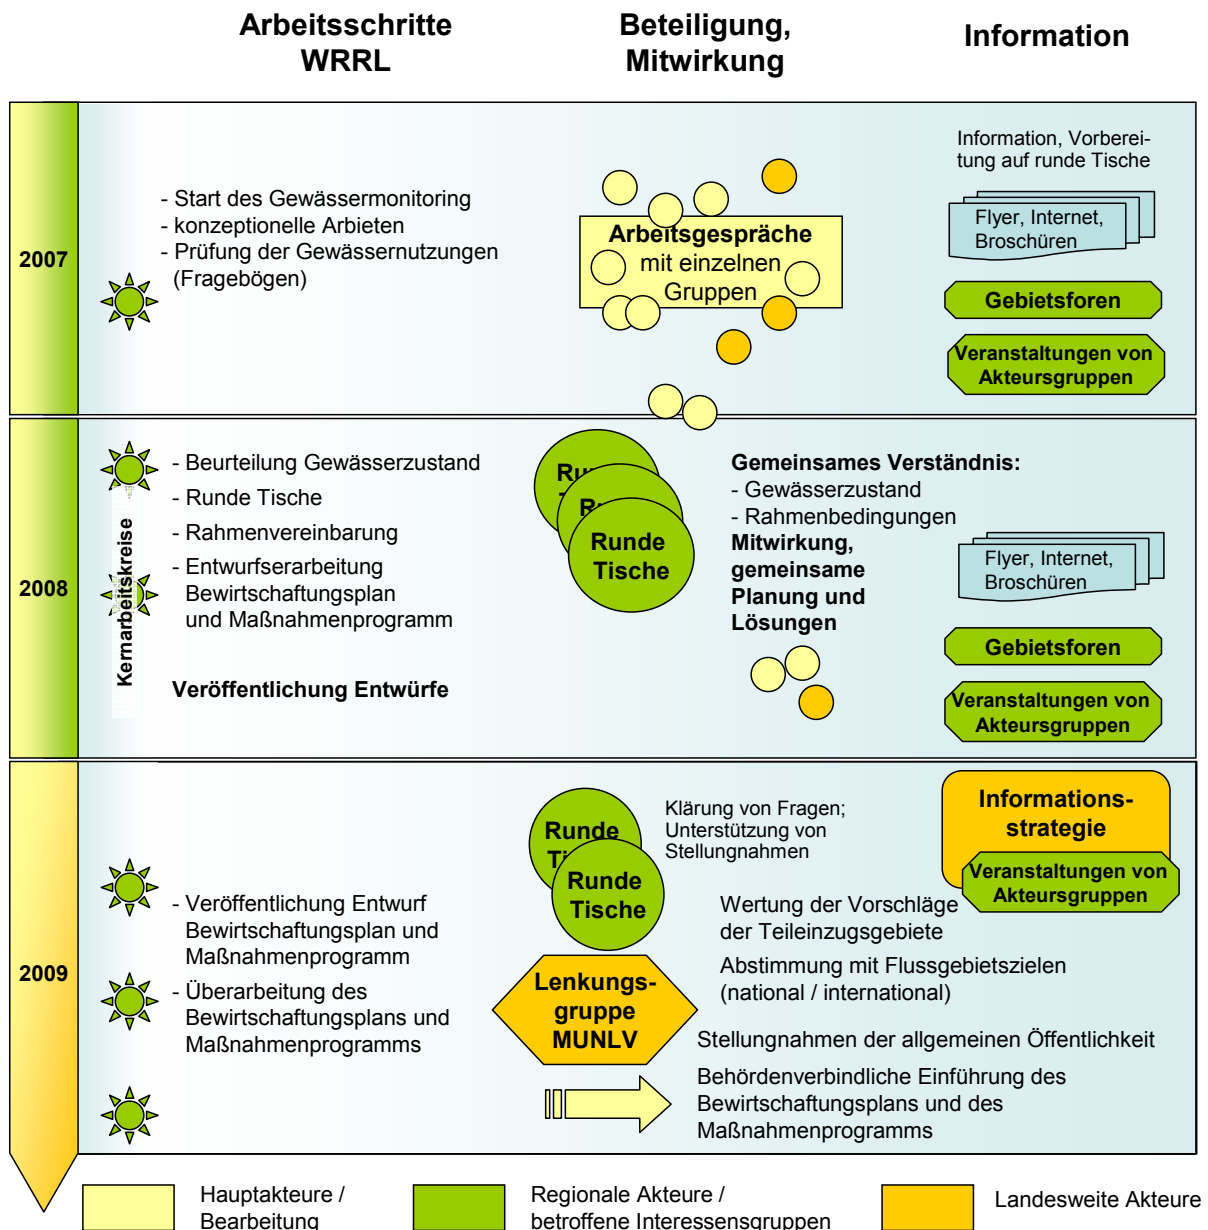 Arbeitsschritte
WRRL
Beteiligung,
Mitwirkung
Information
2007
- Start des Gewässermonitoring
- konzeptionelle Arbieten
- Prüfung der Gewässernutzungen
(Fragebögen)
Arbeitsgespräche
mit einzelnen
Gruppen
Information, Vorberei-
tung auf runde Tische
Flyer, Internet,
Broschüren
Gebietsforen
Veranstaltungen von
Akteursgruppen
2008
Kernarbeitskreise
- Beurteilung Gewässerzustand
- Runde Tische
- Rahmenvereinbarung
- Entwurfserarbeitung
Bewirtschaftungsplan
und Maßnahmenprogramm
Veröffentlichung Entwürfe
Run
Ru
Runde
Tische
Gemeinsames Verständnis:
- Gewässerzustand
- Rahmenbedingungen
Mitwirkung,
gemeinsame
Planung und
Lösungen
Flyer, Internet,
Broschüren
Gebietsforen
Veranstaltungen von
Akteursgruppen
2009
- Veröffentlichung Entwurf
Bewirtschaftungsplan und
Maßnahmenprogramm
- Überarbeitung des
Bewirtschaftungsplans und
Maßnahmenprogramms
Runde
Ti
Runde
Tische
Lenkungs-
gruppe
MUNLV
Klärung von Fragen;
Unterstützung von
Stellungnahmen
Wertung der Vorschläge
der Teileinzugsgebiete
Abstimmung mit Flussgebietszielen
(national / international)
Stellungnahmen der allgemeinen Öffentlichkeit
Behördenverbindliche Einführung des
Bewirtschaftungsplans und des
Maßnahmenprogramms
Informations-
strategie
Veranstaltungen von
Akteursgruppen
Hauptakteure /
Bearbeitung
Regionale Akteure /
betroffene Interessensgruppen
Landesweite Akteure